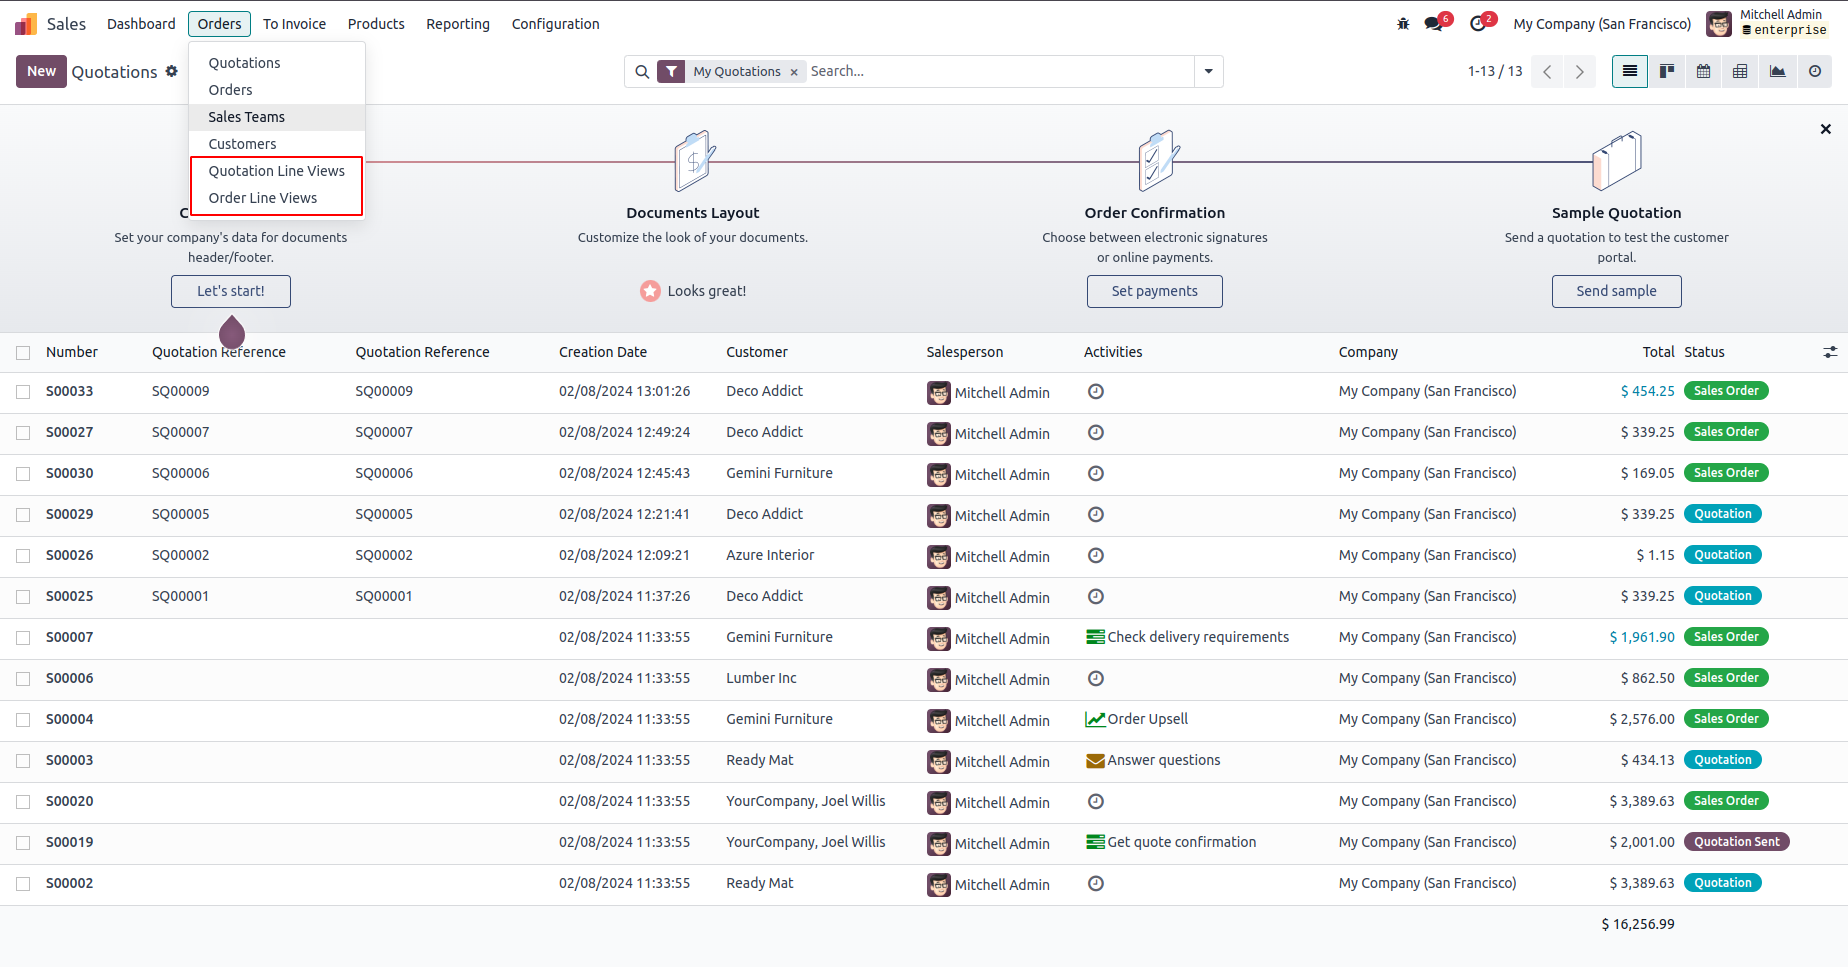 Sales Dashboard Orders To Invoice Products Reporting Configuration 6 2 My Company (San Francisco) Mitchell Admin
enterprise
New Quotations My Quotations × Search... 1-13 / 13
Quotations
Orders
Sales Teams
Customers
Quotation Line Views
Order Line Views
C
Set your company's data for documents
header/footer.
Let's start!
Documents Layout
Customize the look of your documents.
Looks great!
Order Confirmation
Choose between electronic signatures
or online payments.
Set payments
Sample Quotation
Send a quotation to test the customer
portal.
Send sample
Number Quotation Reference Quotation Reference Creation Date Customer Salesperson Activities Company Total Status
S00033 SQ00009 SQ00009 02/08/2024 13:01:26 Deco Addict Mitchell Admin My Company (San Francisco) $ 454.25 Sales Order
S00027 SQ00007 SQ00007 02/08/2024 12:49:24 Deco Addict Mitchell Admin My Company (San Francisco) $ 339.25 Sales Order
S00030 SQ00006 SQ00006 02/08/2024 12:45:43 Gemini Furniture Mitchell Admin My Company (San Francisco) $ 169.05 Sales Order
S00029 SQ00005 SQ00005 02/08/2024 12:21:41 Deco Addict Mitchell Admin My Company (San Francisco) $ 339.25 Quotation
S00026 SQ00002 SQ00002 02/08/2024 12:09:21 Azure Interior Mitchell Admin My Company (San Francisco) $ 1.15 Quotation
S00025 SQ00001 SQ00001 02/08/2024 11:37:26 Deco Addict Mitchell Admin My Company (San Francisco) $ 339.25 Quotation
S00007 02/08/2024 11:33:55 Gemini Furniture Mitchell Admin Check delivery requirements My Company (San Francisco) $ 1,961.90 Sales Order
S00006 02/08/2024 11:33:55 Lumber Inc Mitchell Admin My Company (San Francisco) $ 862.50 Sales Order
S00004 02/08/2024 11:33:55 Gemini Furniture Mitchell Admin Order Upsell My Company (San Francisco) $ 2,576.00 Sales Order
S00003 02/08/2024 11:33:55 Ready Mat Mitchell Admin Answer questions My Company (San Francisco) $ 434.13 Quotation
S00020 02/08/2024 11:33:55 YourCompany, Joel Willis Mitchell Admin My Company (San Francisco) $ 3,389.63 Sales Order
S00019 02/08/2024 11:33:55 YourCompany, Joel Willis Mitchell Admin Get quote confirmation My Company (San Francisco) $ 2,001.00 Quotation Sent
S00002 02/08/2024 11:33:55 Ready Mat Mitchell Admin My Company (San Francisco) $ 3,389.63 Quotation
$ 16,256.99